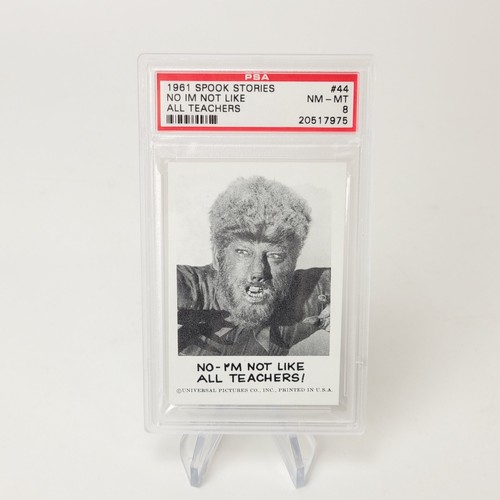 PSA
1961 SPOOK STORIES #44
NO IM NOT LIKE NM - MT
ALL TEACHERS 8
20517975
NO-I'M NOT LIKE
ALL TEACHERS!
©UNIVERSAL PICTURES CO., INC., PRINTED IN U.S.A.